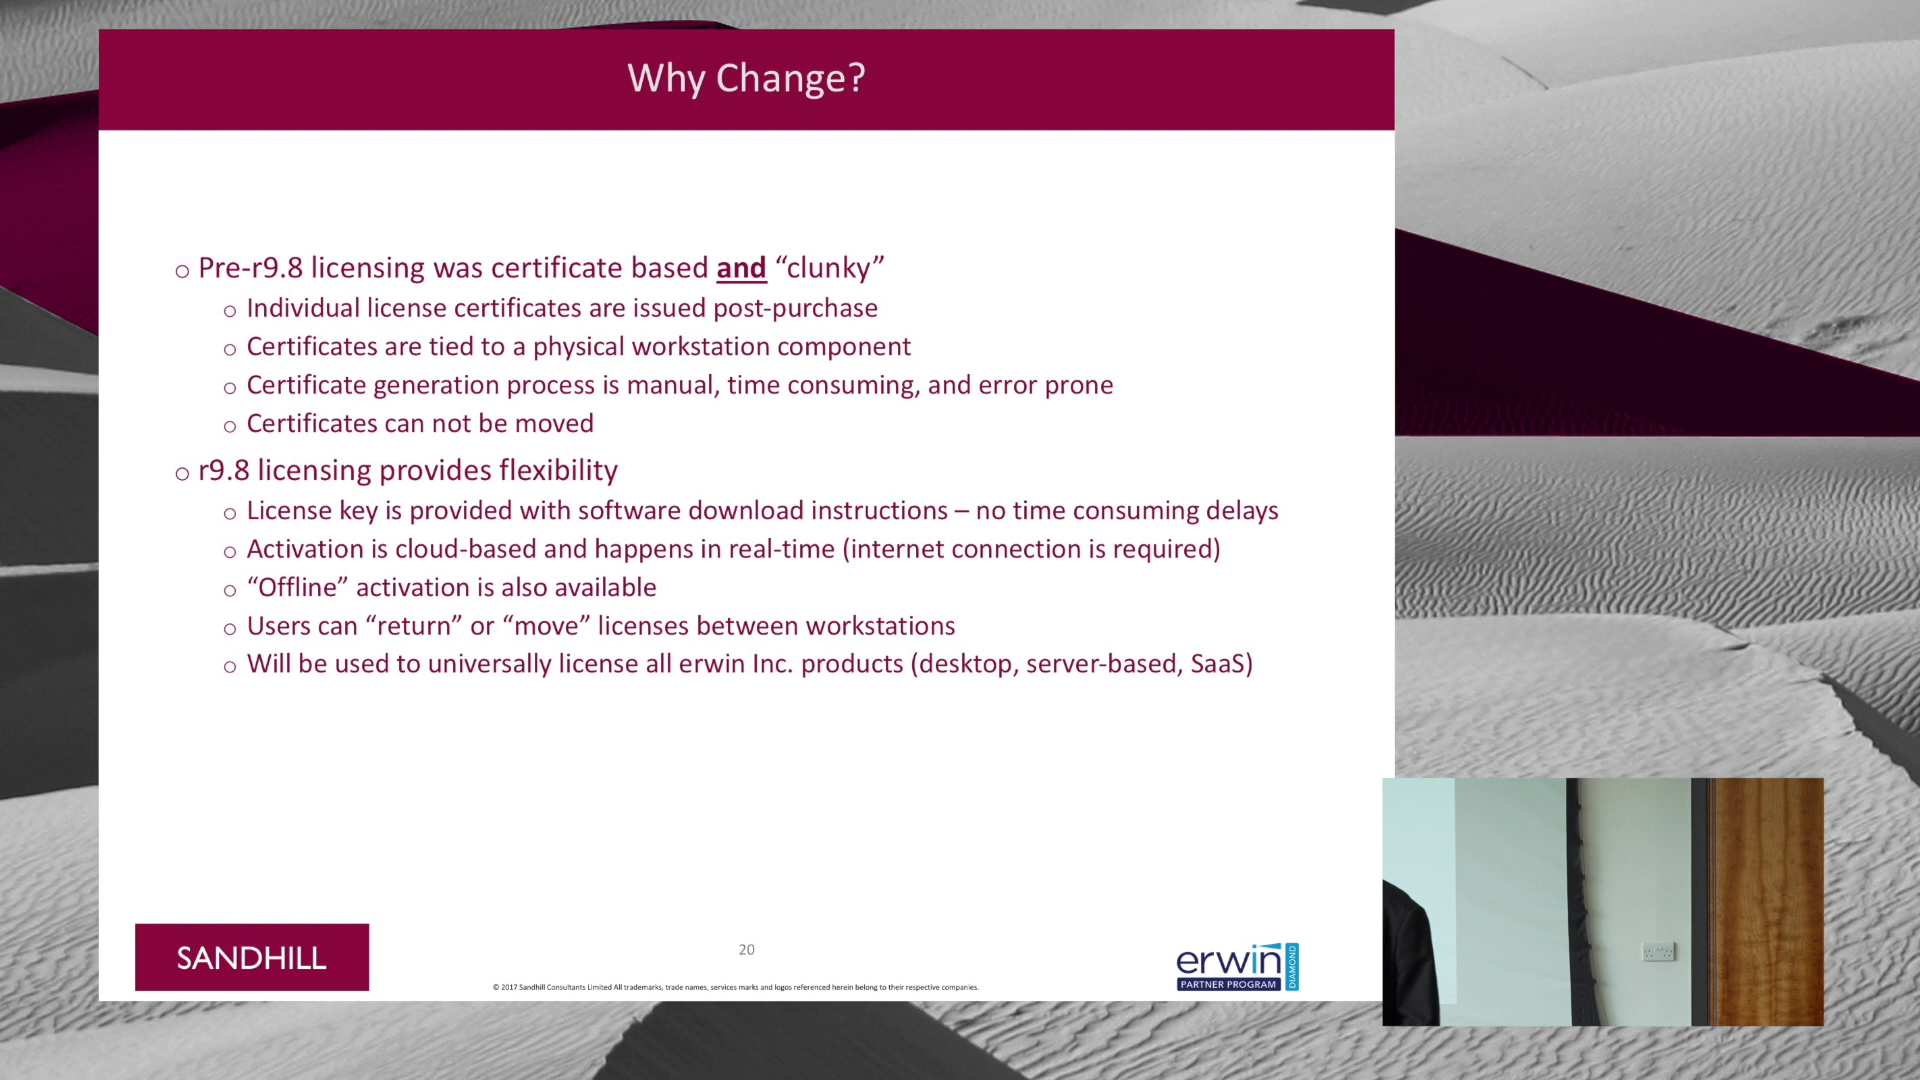 Why Change?
o Pre-r9.8 licensing was certificate based and “clunky”
o Individual license certificates are issued post-purchase
o Certificates are tied to a physical workstation component
o Certificate generation process is manual, time consuming, and error prone
o Certificates can not be moved
o r9.8 licensing provides flexibility
o License key is provided with software download instructions – no time consuming delays
o Activation is cloud-based and happens in real-time (internet connection is required)
o “Offline” activation is also available
o Users can “return” or “move” licenses between workstations
o Will be used to universally license all erwin Inc. products (desktop, server-based, SaaS)
SANDHILL
20
© 2017 Sandhill Consultants Limited All trademarks, trade names, services marks and logos referenced herein belong to their respective companies.
erwin
PARTNER PROGRAM
DIAMOND